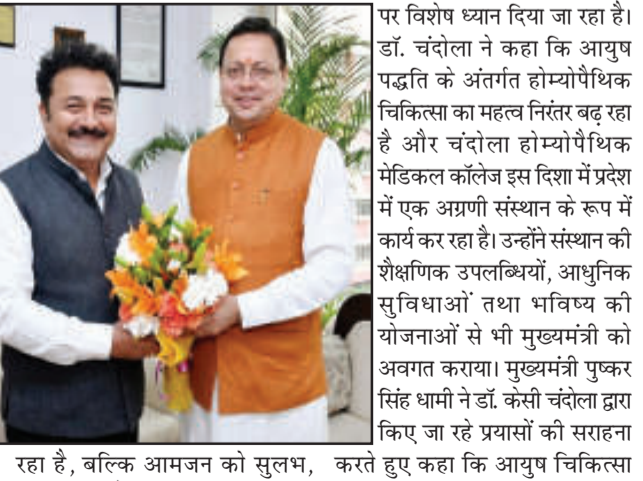 पर विशेष ध्यान दिया जा रहा है।
डॉ. चंदोला ने कहा कि आयुष
पद्धति के अंतर्गत होम्योपैथिक
चिकित्सा का महत्व निरंतर बढ़ रहा
है और चंदोला होम्योपैथिक
मेडिकल कॉलेज इस दिशा में प्रदेश
में एक अग्रणी संस्थान के रूप में
कार्य कर रहा है। उन्होंने संस्थान की
शैक्षणिक उपलब्धियों, आधुनिक
सुविधाओं तथा भविष्य की
योजनाओं से भी मुख्यमंत्री को
अवगत कराया। मुख्यमंत्री पुष्कर
सिंह धामी ने डॉ. केसी चंदोला द्वारा
किए जा रहे प्रयासों की सराहना
रहा है, बल्कि आमजन को सुलभ,
करते हुए कहा कि आयुष चिकित्सा